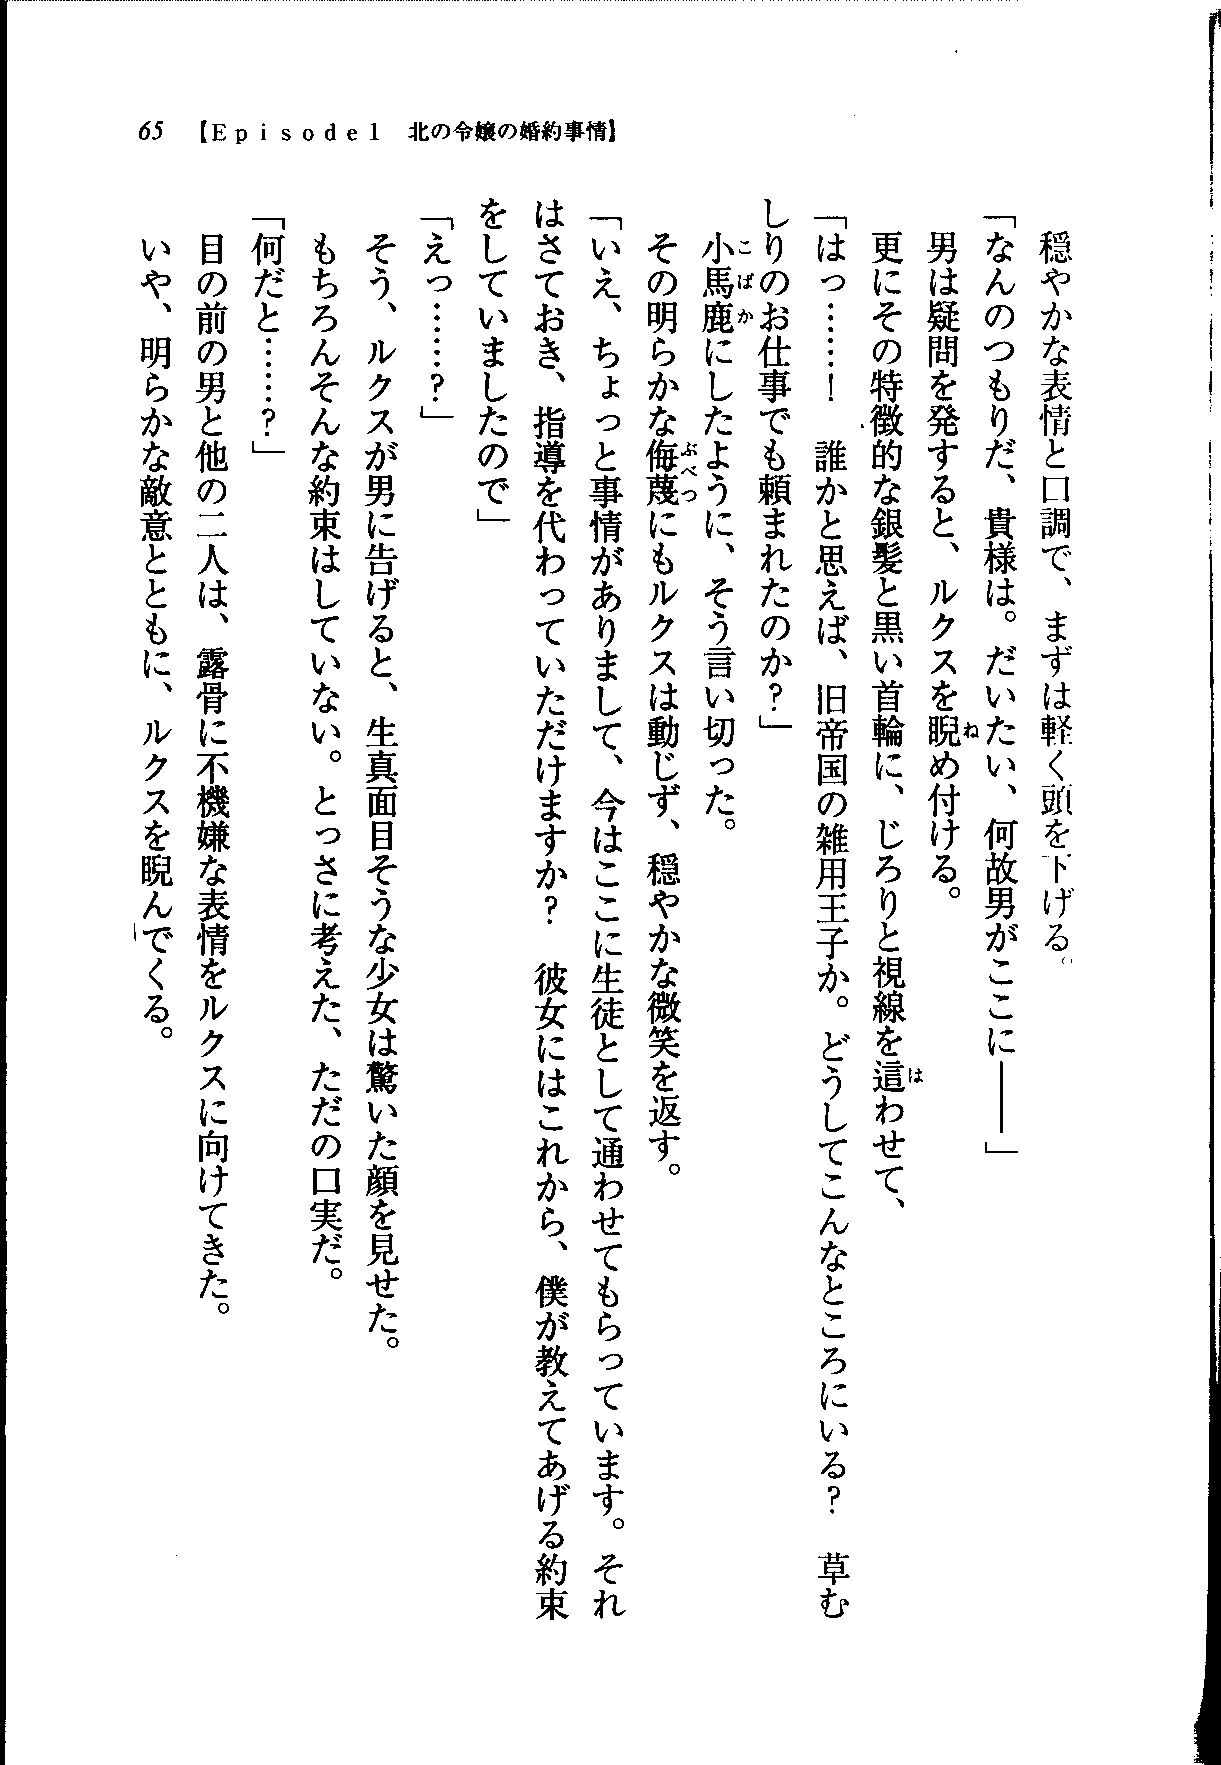 65 【Episode1 北の令嬢の婚約事情】
穏やかな表情と口調で、まずは軽く頭を下げる。
「なんのつもりだ、貴様は。だいたい、何故男がここに――」
男は疑問を発すると、ルクスを睨め付ける。
更にその特徴的な銀髪と黒い首輪に、じろりと視線を這わせて、
「はっ……！　誰かと思えば、旧帝国の雑用王子か。どうしてこんなところにいる？　草む
しりのお仕事でも頼まれたのか？」
小馬鹿にしたように、そう言い切った。
その明らかな侮蔑にもルクスは動じず、穏やかな微笑を返す。
「いえ、ちょっと事情がありまして、今はここに生徒として通わせてもらっています。それ
はさておき、指導を代わっていただけますか？　彼女にはこれから、僕が教えてあげる約束
をしていましたので」
「えっ……？」
そう、ルクスが男に告げると、生真面目そうな少女は驚いた顔を見せた。
もちろんそんな約束はしていない。とっさに考えた、ただの口実だ。
「何だと……？」
目の前の男と他の二人は、露骨に不機嫌な表情をルクスに向けてきた。
いや、明らかな敵意とともに、ルクスを睨んでくる。